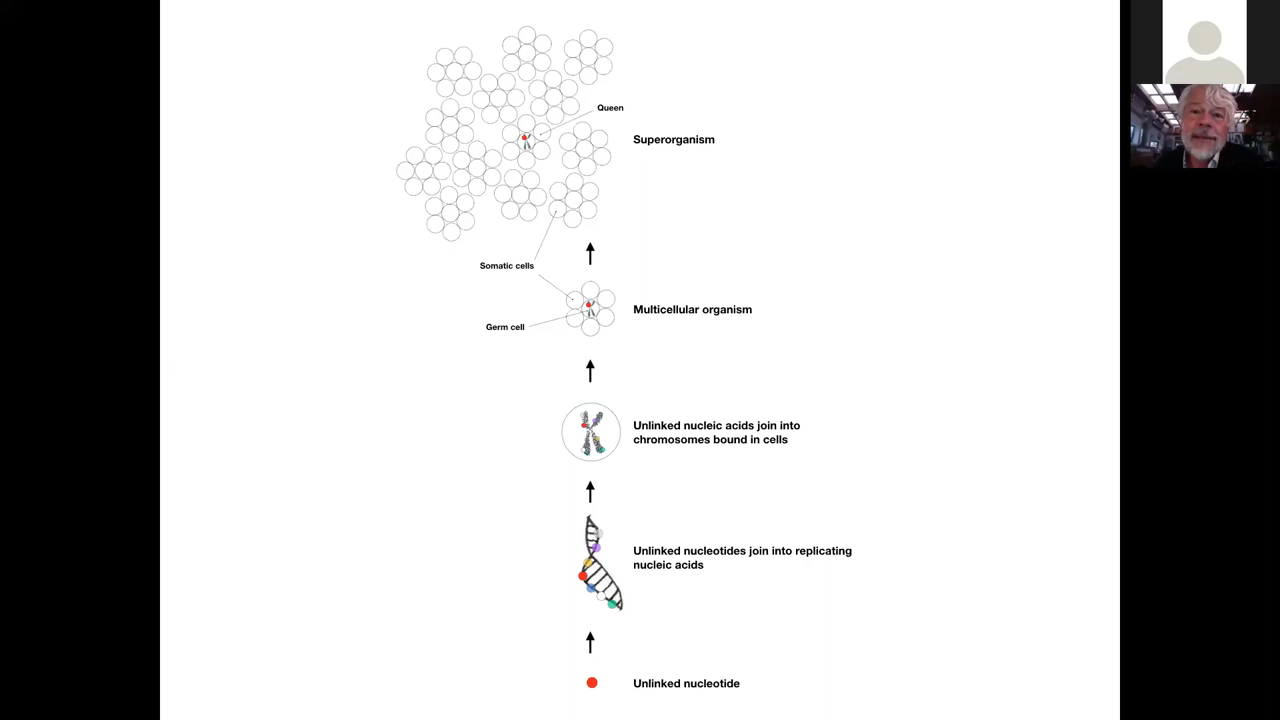 Queen
Superorganism
Somatic cells
Germ cell
Multicellular organism
Unlinked nucleic acids join into
chromosomes bound in cells
Unlinked nucleotides join into replicating
nucleic acids
Unlinked nucleotide